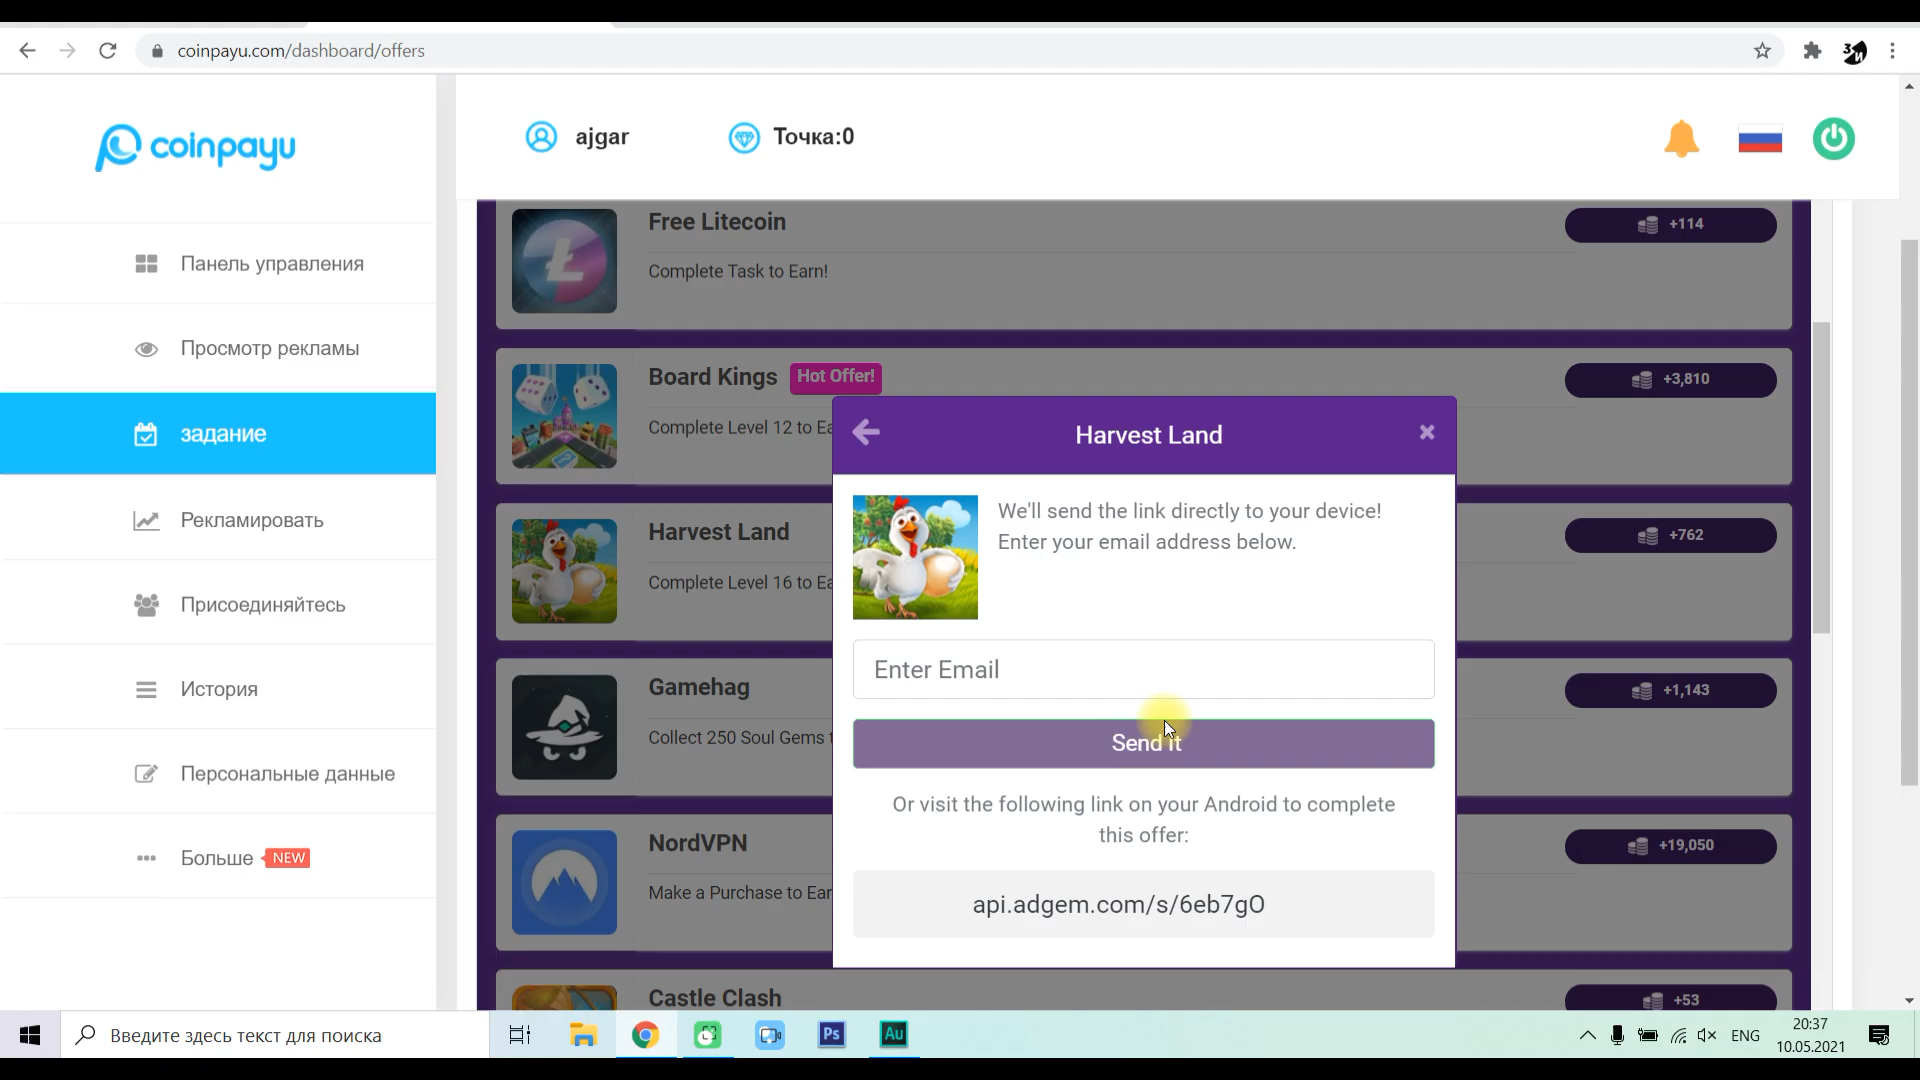 coinpayu.com/dashboard/offers
coinpayu
ajgar
Точка:0
Панель управления
Просмотр рекламы
задание
Рекламировать
Присоединяйтесь
История
Персональные данные
Больше NEW
Free Litecoin
+114
Complete Task to Earn!
Board Kings Hot Offer!
+3,810
Complete Level 12 to Ea
Harvest Land
+762
Complete Level 16 to Ea
Gamehag
+1,143
Collect 250 Soul Gems t
NordVPN
+19,050
Make a Purchase to Ear
Castle Clash
+53
Harvest Land
We'll send the link directly to your device!
Enter your email address below.
Enter Email
Send it
Or visit the following link on your Android to complete
this offer:
api.adgem.com/s/6eb7gO
Введите здесь текст для поиска
Ps
Au
ENG
20:37
10.05.2021